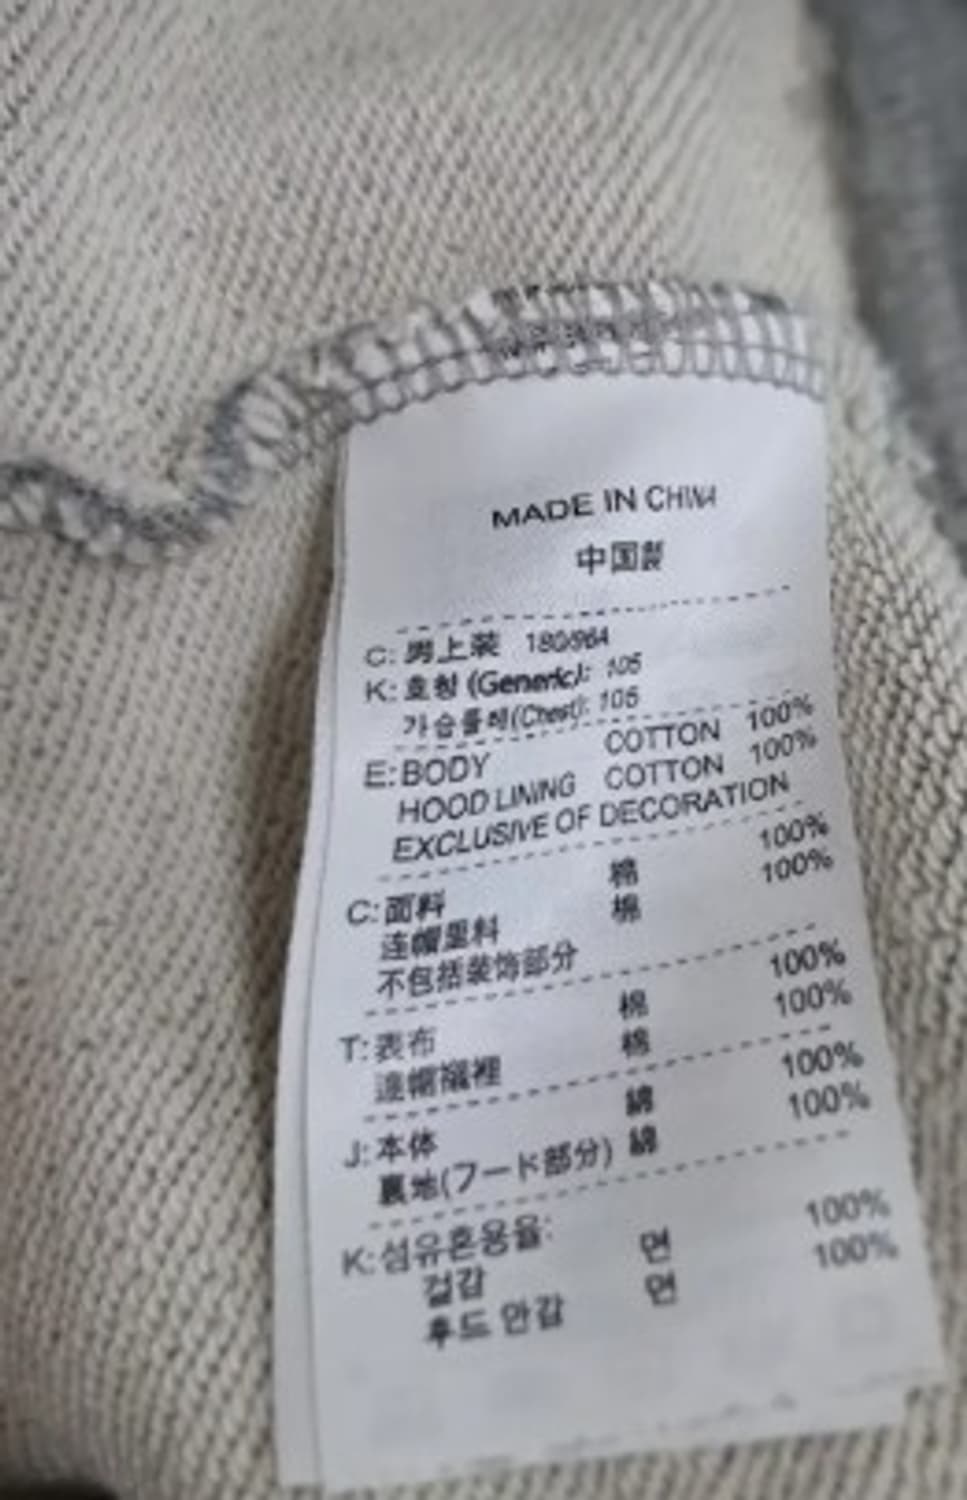 MADE IN CHINA
中国製
C: 男上装
K: 호칭 (Generic): 105
가슴둘레(Chest): 105
E: BODY COTTON 100%
HOOD LINING COTTON 100%
EXCLUSIVE OF DECORATION
C: 面料 棉 100%
连帽里料 棉 100%
不包括装饰部分
T: 表布 棉 100%
連帽襯裡 棉 100%
J: 本体 綿 100%
裏地(フード部分) 綿 100%
K: 섬유혼용율:
겉감 면 100%
후드 안감 면 100%